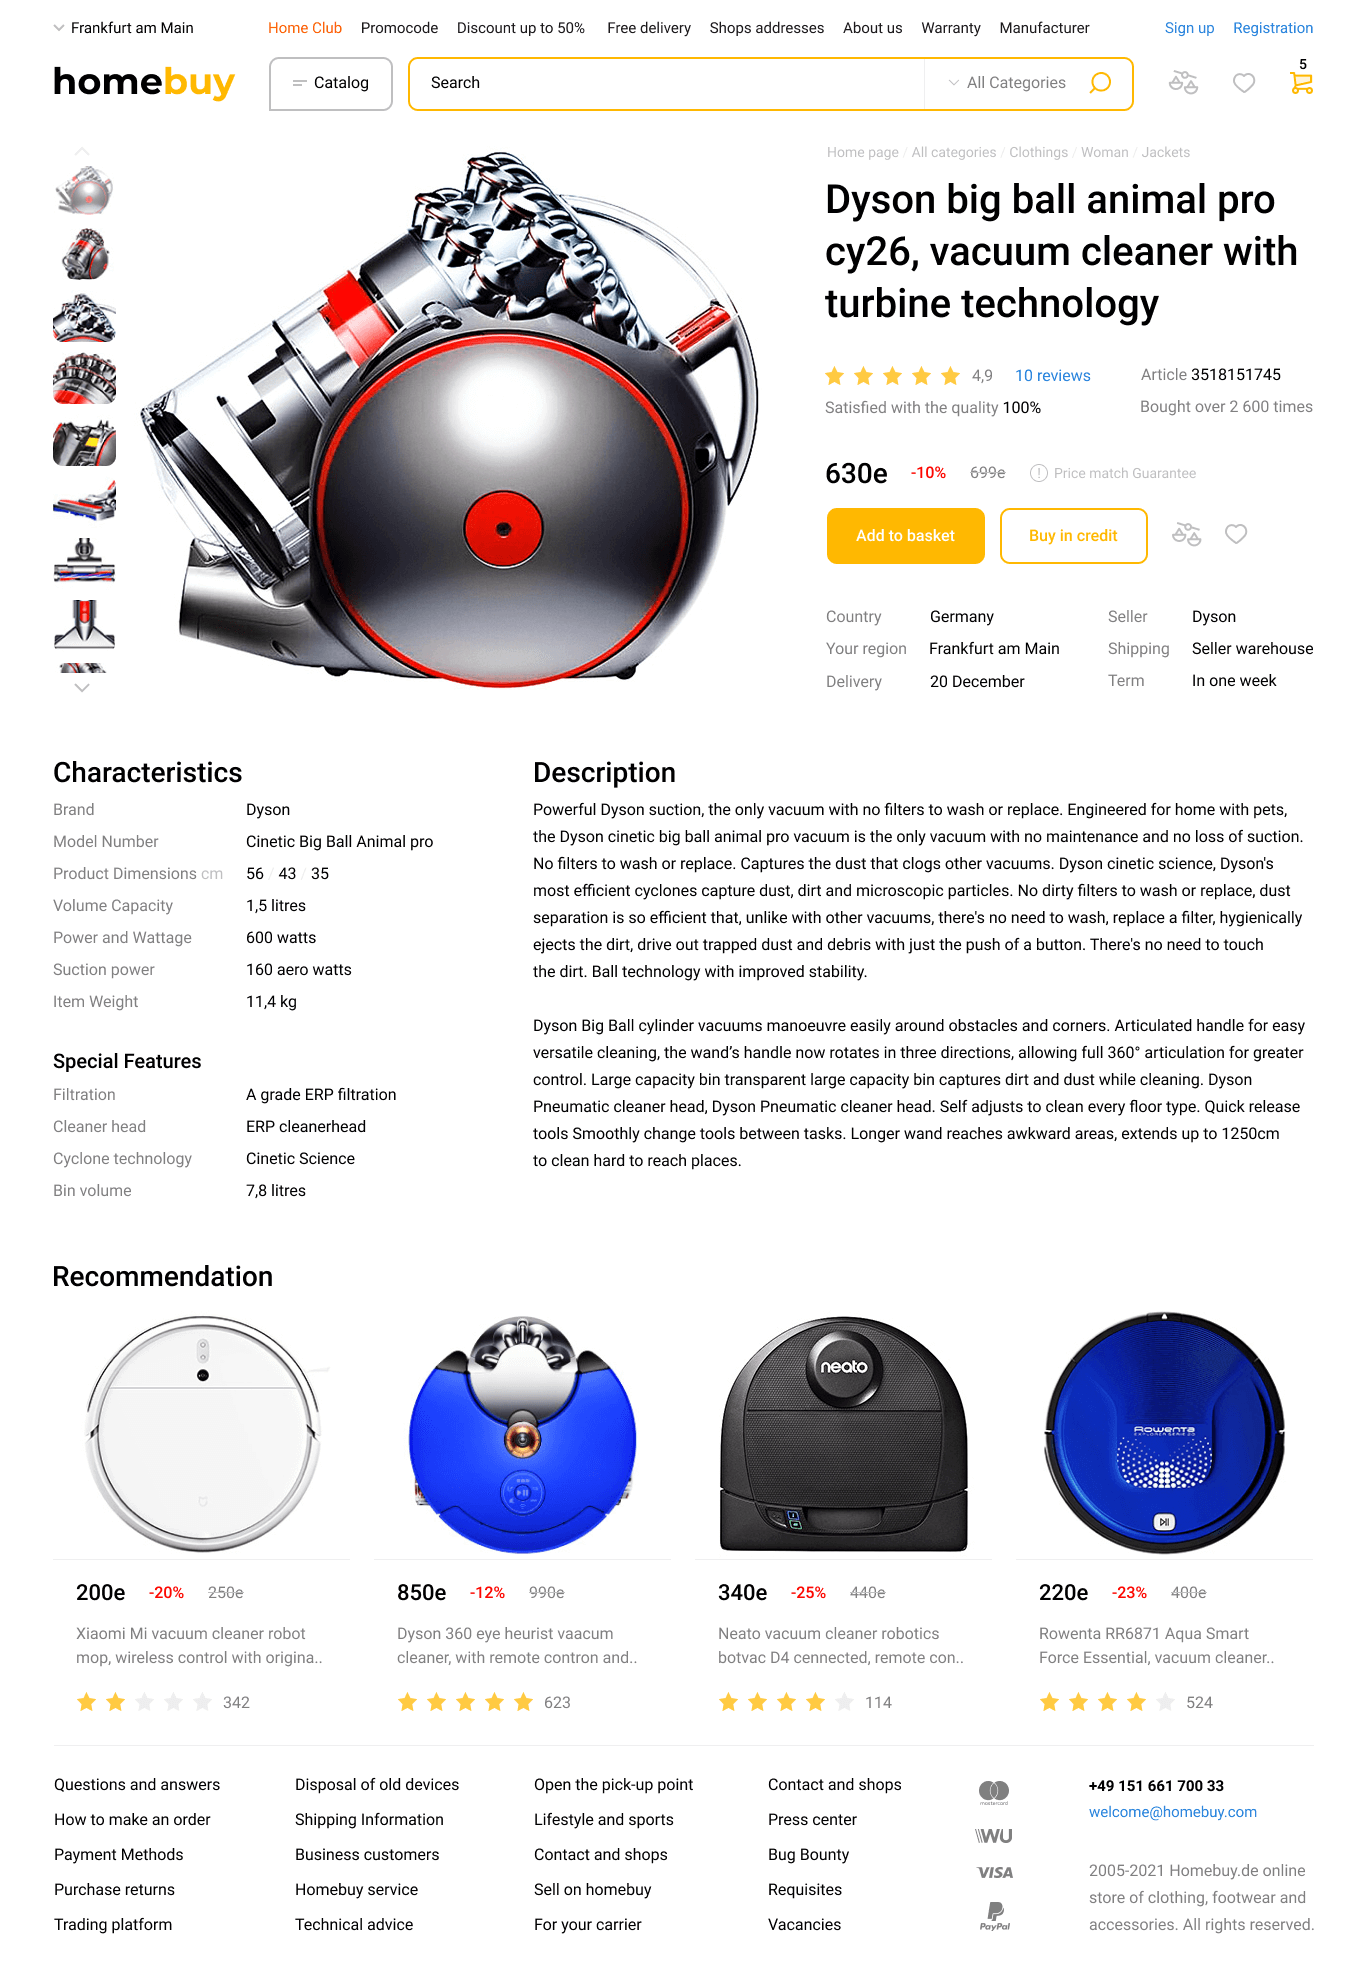 Frankfurt am Main Home Club Promocode Discount up to 50% Free delivery Shops addresses About us Warranty Manufacturer Sign up Registration
homebuy Catalog Search All Categories 5
Home page / All categories / Clothings / Woman / Jackets
Dyson big ball animal pro
cy26, vacuum cleaner with
turbine technology
4,9 10 reviews Article 3518151745
Satisfied with the quality 100% Bought over 2 600 times
630e -10% 699e Price match Guarantee
Add to basket Buy in credit
Country Germany Seller Dyson
Your region Frankfurt am Main Shipping Seller warehouse
Delivery 20 December Term In one week
Characteristics
Brand Dyson
Model Number Cinetic Big Ball Animal pro
Product Dimensions cm 56 / 43 / 35
Volume Capacity 1,5 litres
Power and Wattage 600 watts
Suction power 160 aero watts
Item Weight 11,4 kg
Special Features
Filtration A grade ERP filtration
Cleaner head ERP cleanerhead
Cyclone technology Cinetic Science
Bin volume 7,8 litres
Description
Powerful Dyson suction, the only vacuum with no filters to wash or replace. Engineered for home with pets,
the Dyson cinetic big ball animal pro vacuum is the only vacuum with no maintenance and no loss of suction.
No filters to wash or replace. Captures the dust that clogs other vacuums. Dyson cinetic science, Dyson's
most efficient cyclones capture dust, dirt and microscopic particles. No dirty filters to wash or replace, dust
separation is so efficient that, unlike with other vacuums, there's no need to wash, replace a filter, hygienically
ejects the dirt, drive out trapped dust and debris with just the push of a button. There's no need to touch
the dirt. Ball technology with improved stability.
Dyson Big Ball cylinder vacuums manoeuvre easily around obstacles and corners. Articulated handle for easy
versatile cleaning, the wand’s handle now rotates in three directions, allowing full 360° articulation for greater
control. Large capacity bin transparent large capacity bin captures dirt and dust while cleaning. Dyson
Pneumatic cleaner head, Dyson Pneumatic cleaner head. Self adjusts to clean every floor type. Quick release
tools Smoothly change tools between tasks. Longer wand reaches awkward areas, extends up to 1250cm
to clean hard to reach places.
Recommendation
neato
Rowenta
EXPLORER SERIE 20
200e -20% 250e
Xiaomi Mi vacuum cleaner robot
mop, wireless control with origina..
342
850e -12% 990e
Dyson 360 eye heurist vaacum
cleaner, with remote contron and..
623
340e -25% 440e
Neato vacuum cleaner robotics
botvac D4 cennected, remote con..
114
220e -23% 400e
Rowenta RR6871 Aqua Smart
Force Essential, vacuum cleaner..
524
Questions and answers
How to make an order
Payment Methods
Purchase returns
Trading platform
Disposal of old devices
Shipping Information
Business customers
Homebuy service
Technical advice
Open the pick-up point
Lifestyle and sports
Contact and shops
Sell on homebuy
For your carrier
Contact and shops
Press center
Bug Bounty
Requisites
Vacancies
mastercard
WU
VISA
PayPal
+49 151 661 700 33
welcome@homebuy.com
2005-2021 Homebuy.de online
store of clothing, footwear and
accessories. All rights reserved.